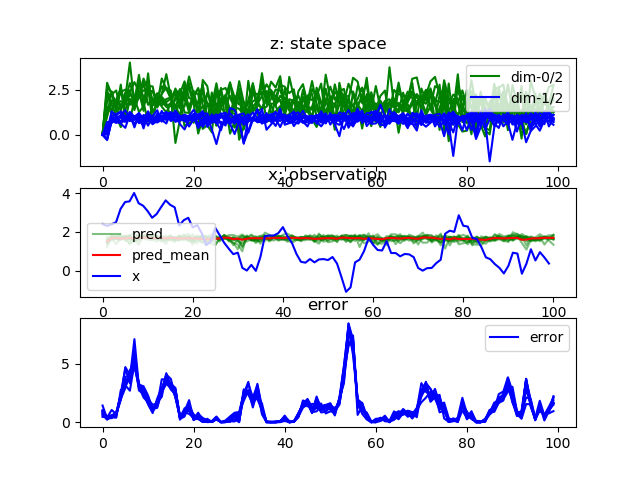 z: state space
2.5
0.0
dim-0/2
dim-1/2
0 20 40 60 80 100
x: observation
4
2
0
pred
pred_mean
x
0 20 40 60 80 100
error
5
0
error
0 20 40 60 80 100